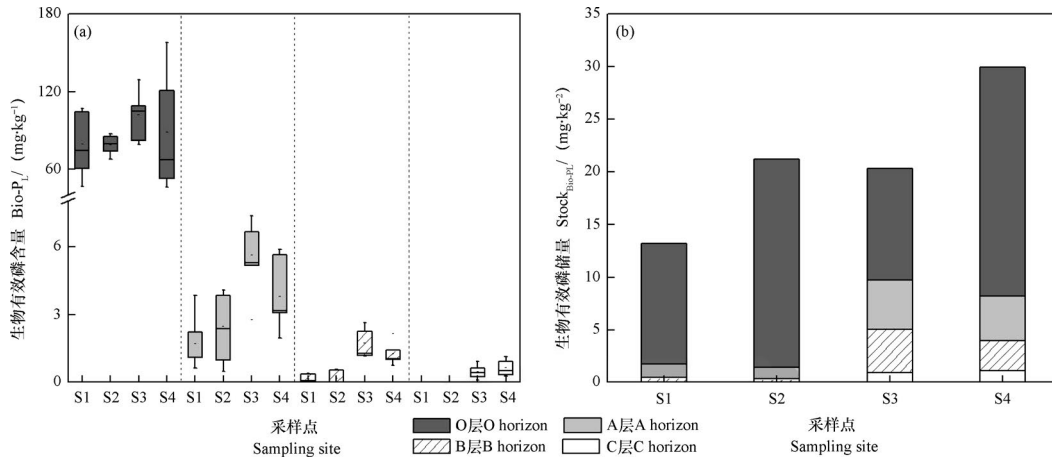 (a)
生物有效磷含量 Bio-P_L/ (mg·kg⁻¹)
180
120
60
6
3
0
S1 S2 S3 S4 S1 S2 S3 S4 S1 S2 S3 S4 S1 S2 S3 S4
采样点
Sampling site
(b)
生物有效磷储量 Stock_Bio-PL/ (mg·kg⁻²)
35
30
25
20
15
10
5
0
S1 S2 S3 S4
采样点
Sampling site
O层O horizon A层A horizon
B层B horizon C层C horizon